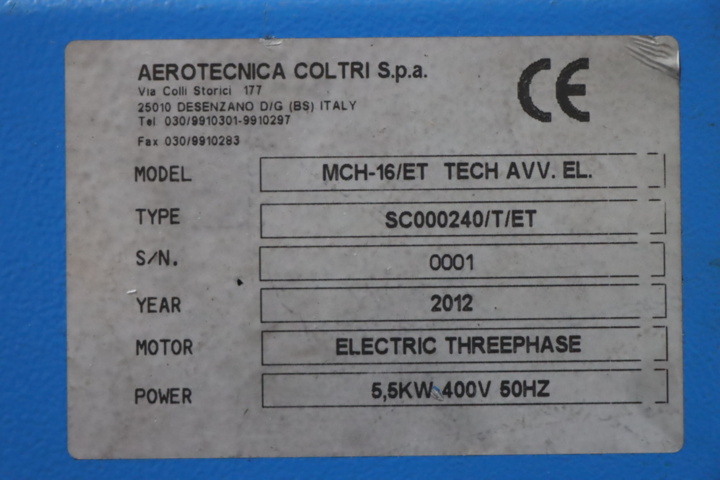 AEROTECNICA COLTRI S.p.a.
Via Colli Storici 177
25010 DESENZANO D/G (BS) ITALY
Tel 030/9910301-9910297
Fax 030/9910283
CE
MODEL MCH-16/ET TECH AVV. EL.
TYPE SC000240/T/ET
S/N. 0001
YEAR 2012
MOTOR ELECTRIC THREEPHASE
POWER 5,5KW 400V 50HZ